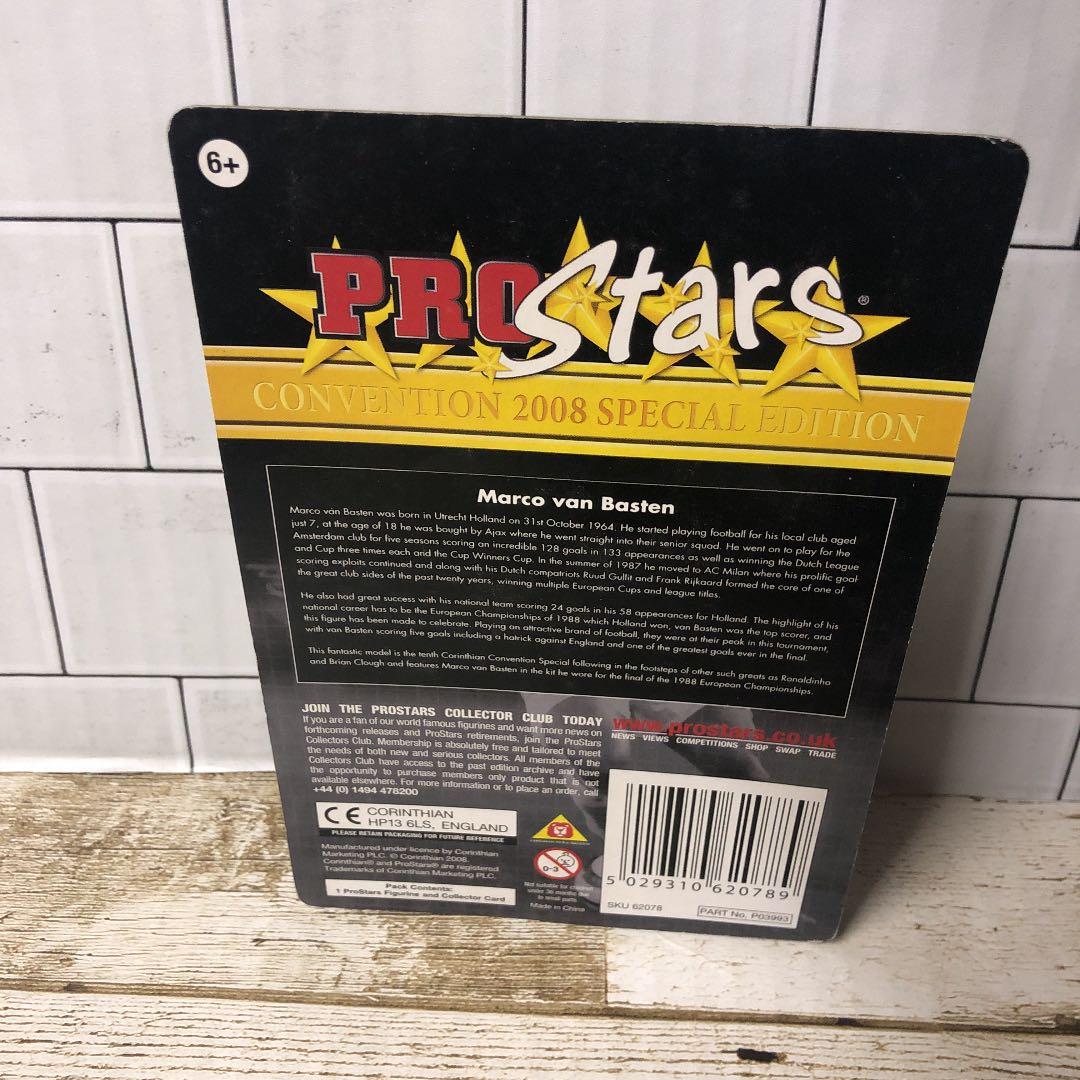 6+
PROStars®
CONVENTION 2008 SPECIAL EDITION
Marco van Basten
Marco van Basten was born in Utrecht Holland on 31st October 1964. He started playing football for his local club aged
just 7, at the age of 18 he was bought by Ajax where he went straight into their senior squad. He went on to play for the
Amsterdam club for five seasons scoring an incredible 128 goals in 133 appearances as well as winning the Dutch League
and Cup three times each and the Cup Winners Cup. In the summer of 1987 he moved to AC Milan where his prolific goal
scoring exploits continued and along with his Dutch compatriots Ruud Gullit and Frank Rijkaard formed the core of one of
the great club sides of the past twenty years, winning multiple European Cups and league titles.
He also had great success with his national team scoring 24 goals in his 58 appearances for Holland. The highlight of his
national career has to be the European Championships of 1988 which Holland won, van Basten was the top scorer, and
this figure has been made to celebrate. Playing an attractive brand of football, they were at their peak in this tournament,
with van Basten scoring five goals including a hatrick against England and one of the greatest goals ever in the final.
This fantastic model is the tenth Corinthian Convention Special following in the footsteps of other such greats as Ronaldinho
and Brian Clough and features Marco van Basten in the kit he wore for the final of the 1988 European Championships.
JOIN THE PROSTARS COLLECTOR CLUB TODAY
If you are a fan of our world famous figurines and want more news on
forthcoming releases and ProStars retirements, join the ProStars
Collectors Club. Membership is absolutely free and tailored to meet
the needs of both new and serious collectors. All members of the
Collectors Club have access to the past edition archive and have
the opportunity to purchase members only product that is not
available elsewhere. For more information or to place an order, call
+44 (0) 1494 478200
www.prostars.co.uk
NEWS VIEWS COMPETITIONS SHOP SWAP TRADE
CE CORINTHIAN
HP13 6LS, ENGLAND
PLEASE RETAIN PACKAGING FOR FUTURE REFERENCE
Manufactured under licence by Corinthian
Marketing PLC. © Corinthian 2008.
Corinthian® and ProStars® are registered
Trademarks of Corinthian Marketing PLC.
Pack Contents:
1 ProStars Figurine and Collector Card
0-3
Not suitable for children
under 36 months due
to small parts
Made in China
5 029310 620789
SKU 62078
PART No. P03993